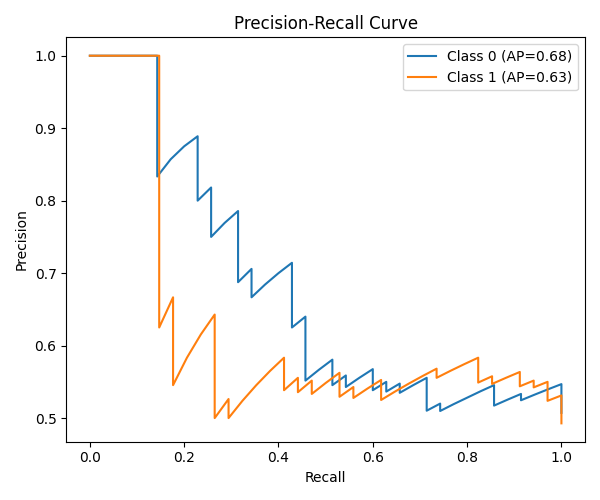 Precision-Recall Curve
Class 0 (AP=0.68)
Class 1 (AP=0.63)
Precision
1.0
0.9
0.8
0.7
0.6
0.5
0.0 0.2 0.4 0.6 0.8 1.0
Recall